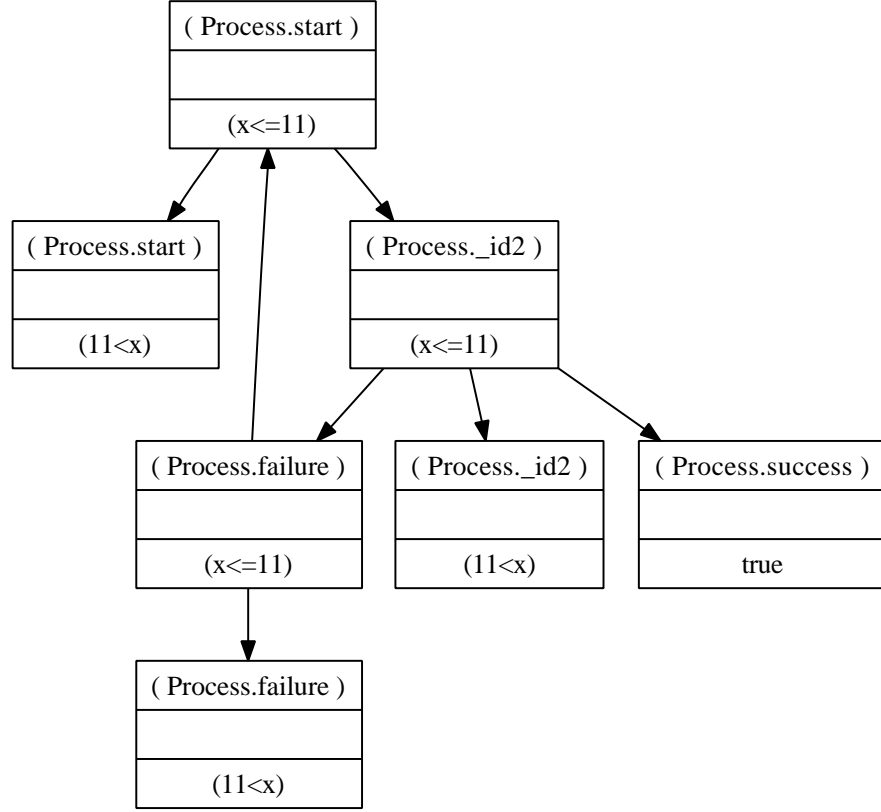 ( Process.start )
(x<=11)
( Process.start )
(11<x)
( Process._id2 )
(x<=11)
( Process.failure )
(x<=11)
( Process._id2 )
(11<x)
( Process.success )
true
( Process.failure )
(11<x)